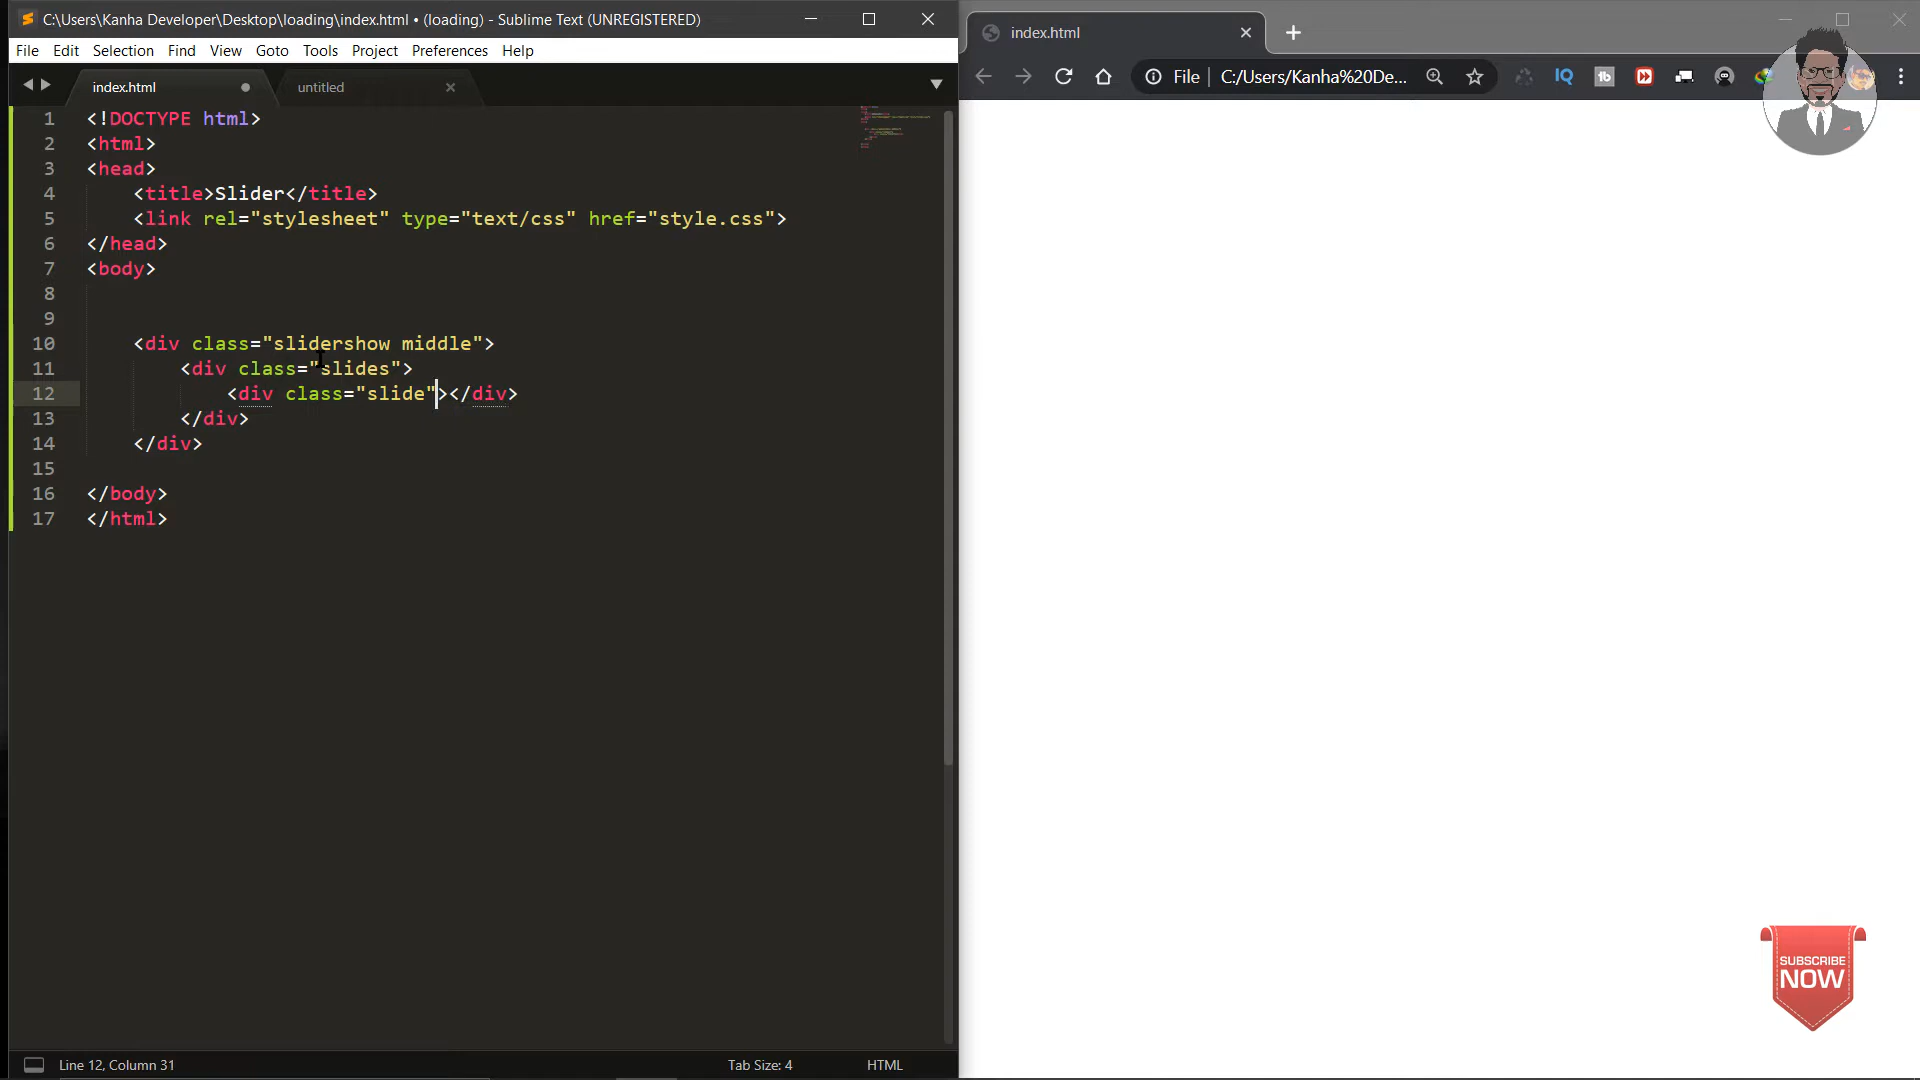 C:\Users\Kanha Developer\Desktop\loading\index.html • (loading) - Sublime Text (UNREGISTERED)
File Edit Selection Find View Goto Tools Project Preferences Help
index.html
untitled
1 <!DOCTYPE html>
2 <html>
3 <head>
4 <title>Slider</title>
5 <link rel="stylesheet" type="text/css" href="style.css">
6 </head>
7 <body>
8
9
10 <div class="slidershow middle">
11 <div class="slides">
12 <div class="slide"></div>
13 </div>
14 </div>
15
16 </body>
17 </html>
Line 12, Column 31
Tab Size: 4
HTML
index.html
File
C:/Users/Kanha%20De...
IQ
tb
SUBSCRIBE
NOW